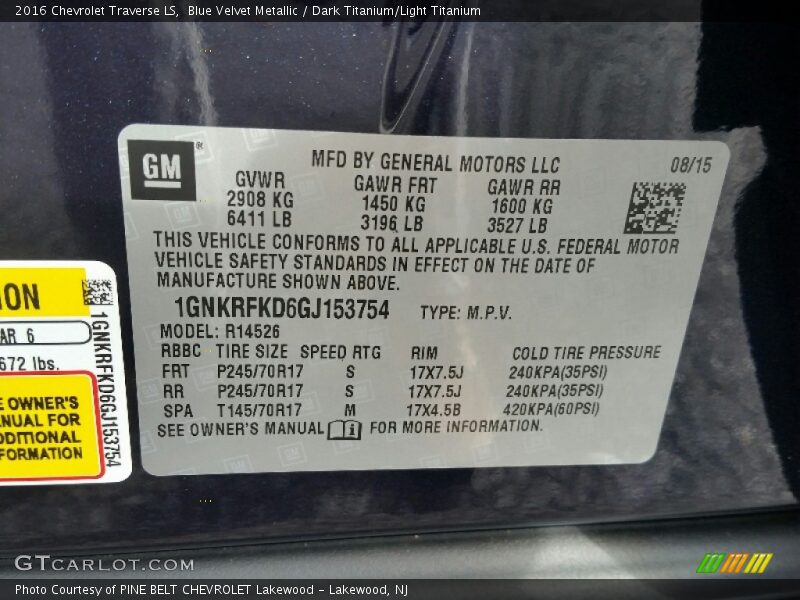 2016 Chevrolet Traverse LS, Blue Velvet Metallic / Dark Titanium/Light Titanium
GM ®
MFD BY GENERAL MOTORS LLC 08/15
GVWR GAWR FRT GAWR RR
2908 KG 1450 KG 1600 KG
6411 LB 3196 LB 3527 LB
THIS VEHICLE CONFORMS TO ALL APPLICABLE U.S. FEDERAL MOTOR
VEHICLE SAFETY STANDARDS IN EFFECT ON THE DATE OF
MANUFACTURE SHOWN ABOVE.
1GNKRFKD6GJ153754 TYPE: M.P.V.
MODEL: R14526
RBBC TIRE SIZE SPEED RTG RIM COLD TIRE PRESSURE
FRT P245/70R17 S 17X7.5J 240KPA(35PSI)
RR P245/70R17 S 17X7.5J 240KPA(35PSI)
SPA T145/70R17 M 17X4.5B 420KPA(60PSI)
SEE OWNER'S MANUAL FOR MORE INFORMATION.
ION
AR 6
672 lbs.
E OWNER'S
NUAL FOR
DDITIONAL
FORMATION
1GNKRFKD6GJ153754
GTCARLOT.COM
Photo Courtesy of PINE BELT CHEVROLET Lakewood - Lakewood, NJ